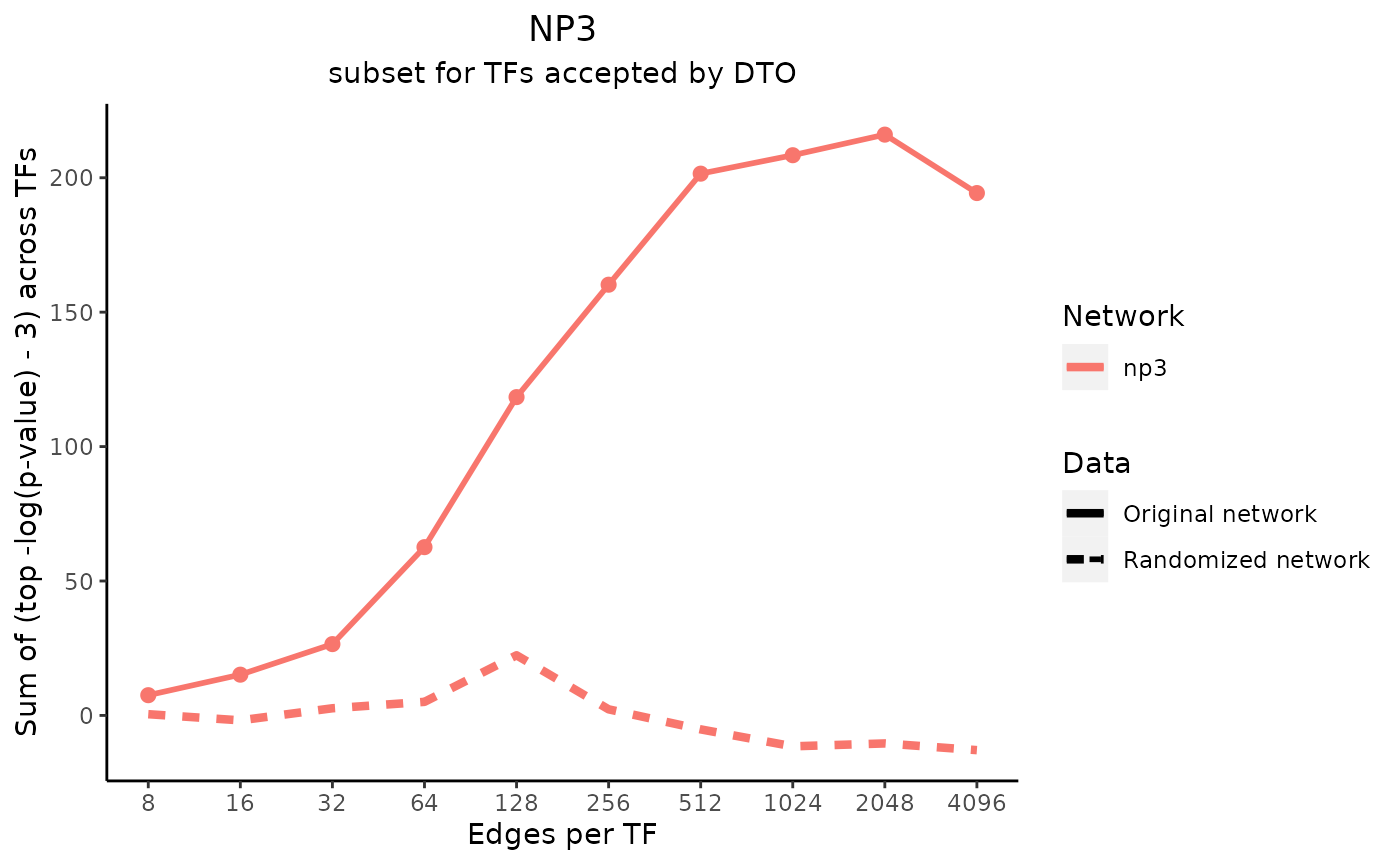 NP3
subset for TFs accepted by DTO
Sum of (top -log(p-value) - 3) across TFs
200
150
100
50
0
8 16 32 64 128 256 512 1024 2048 4096
Edges per TF
Network
np3
Data
Original network
Randomized network